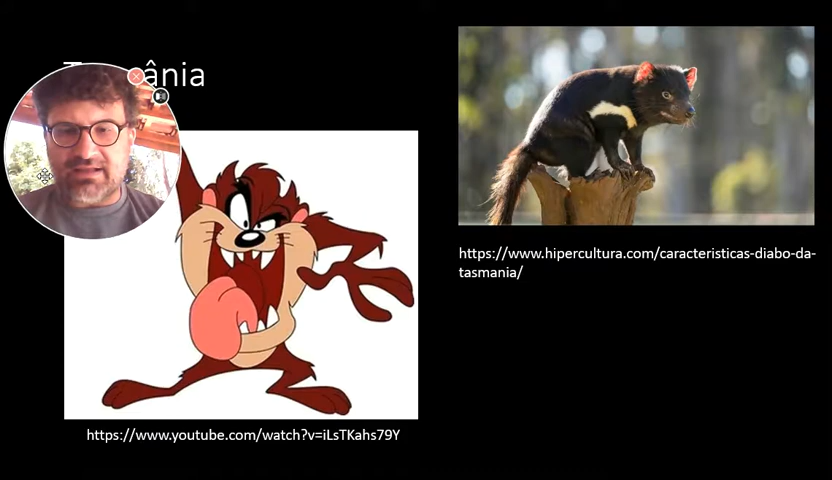 ânia
https://www.hipercultura.com/caracteristicas-diabo-da-
tasmania/
https://www.youtube.com/watch?v=iLsTKahs79Y